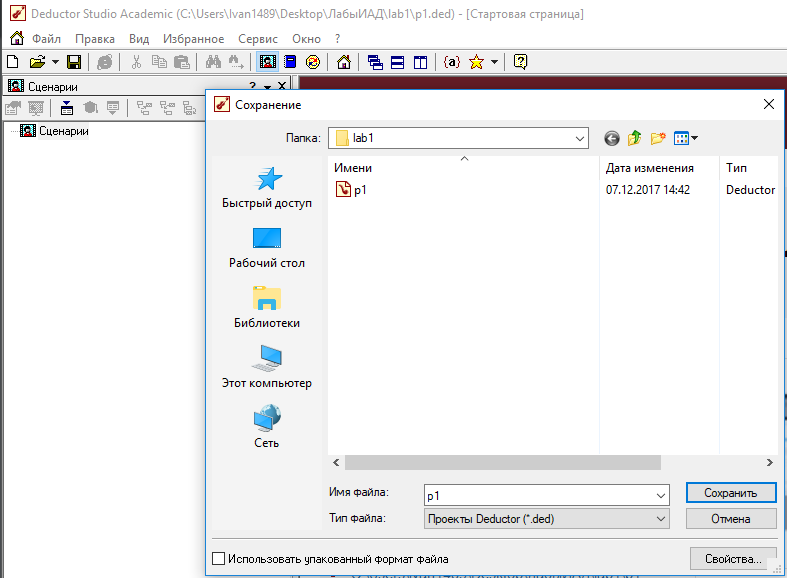 Deductor Studio Academic (C:\Users\Ivan1489\Desktop\ЛабыИАД\lab1\p1.ded) - [Стартовая страница]
Файл Правка Вид Избранное Сервис Окно ?
{a} ?
Сценарии ?
Сценарии
Сохранение
Папка: lab1
Имени Дата изменения Тип
p1 07.12.2017 14:42 Deductor
Быстрый доступ
Рабочий стол
Библиотеки
Этот компьютер
Сеть
Имя файла: p1 Сохранить
Тип файла: Проекты Deductor (*.ded) Отмена
Использовать упакованный формат файла Свойства...